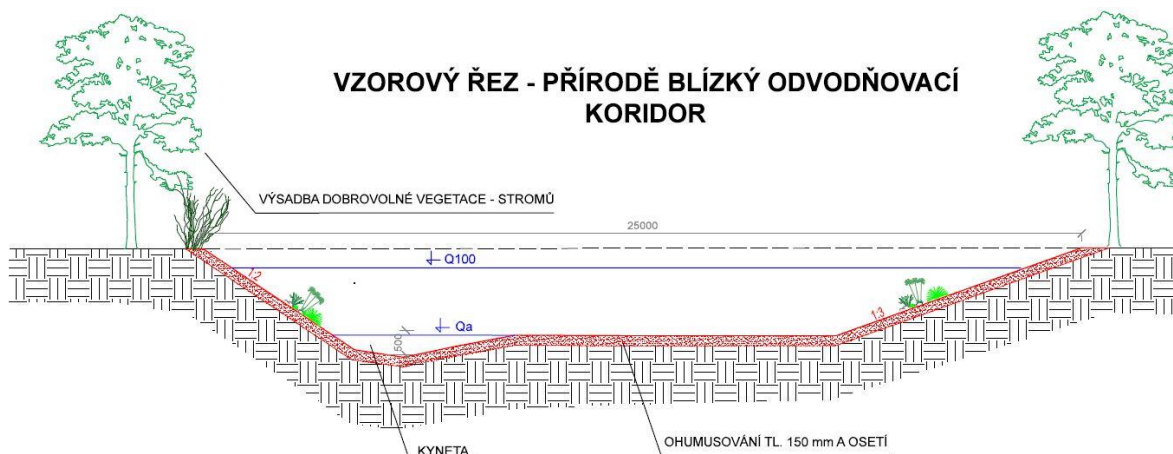 VZOROVÝ ŘEZ - PŘÍRODĚ BLÍZKÝ ODVODŇOVACÍ
KORIDOR
VÝSADBA DOBROVOLNÉ VEGETACE - STROMŮ
25000
Q100
1:2
1:3
Qa
500
KYNETA
OHUMUSOVÁNÍ TL. 150 mm A OSETÍ